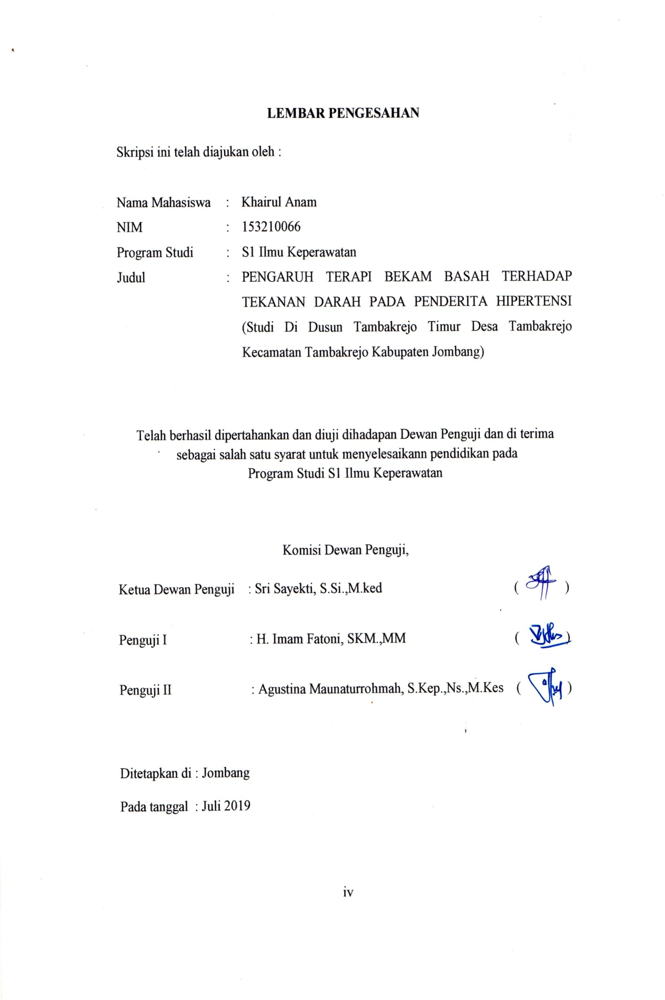 LEMBAR PENGESAHAN
Skripsi ini telah diajukan oleh :
Nama Mahasiswa : Khairul Anam
NIM : 153210066
Program Studi : S1 Ilmu Keperawatan
Judul : PENGARUH TERAPI BEKAM BASAH TERHADAP
TEKANAN DARAH PADA PENDERITA HIPERTENSI
(Studi Di Dusun Tambakrejo Timur Desa Tambakrejo
Kecamatan Tambakrejo Kabupaten Jombang)
Telah berhasil dipertahankan dan diuji dihadapan Dewan Penguji dan di terima
sebagai salah satu syarat untuk menyelesaikann pendidikan pada
Program Studi S1 Ilmu Keperawatan
Komisi Dewan Penguji,
Ketua Dewan Penguji : Sri Sayekti, S.Si.,M.ked ( )
Penguji I : H. Imam Fatoni, SKM.,MM ( )
Penguji II : Agustina Maunaturrohmah, S.Kep.,Ns.,M.Kes ( )
Ditetapkan di : Jombang
Pada tanggal : Juli 2019
iv